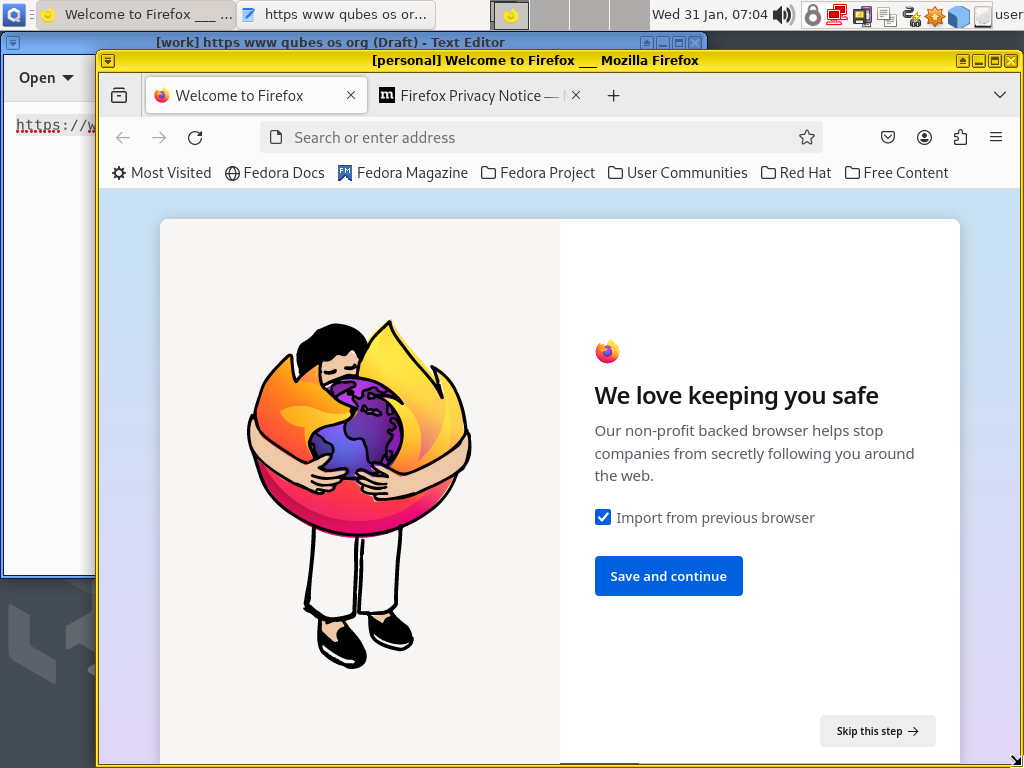 Welcome to Firefox ___ ...
https www qubes os or...
Wed 31 Jan, 07:04
user
[work] https www qubes os org (Draft) - Text Editor
[personal] Welcome to Firefox ___ Mozilla Firefox
Open
https://w
Welcome to Firefox
Firefox Privacy Notice —
Search or enter address
Most Visited
Fedora Docs
Fedora Magazine
Fedora Project
User Communities
Red Hat
Free Content
We love keeping you safe
Our non-profit backed browser helps stop
companies from secretly following you around
the web.
Import from previous browser
Save and continue
Skip this step